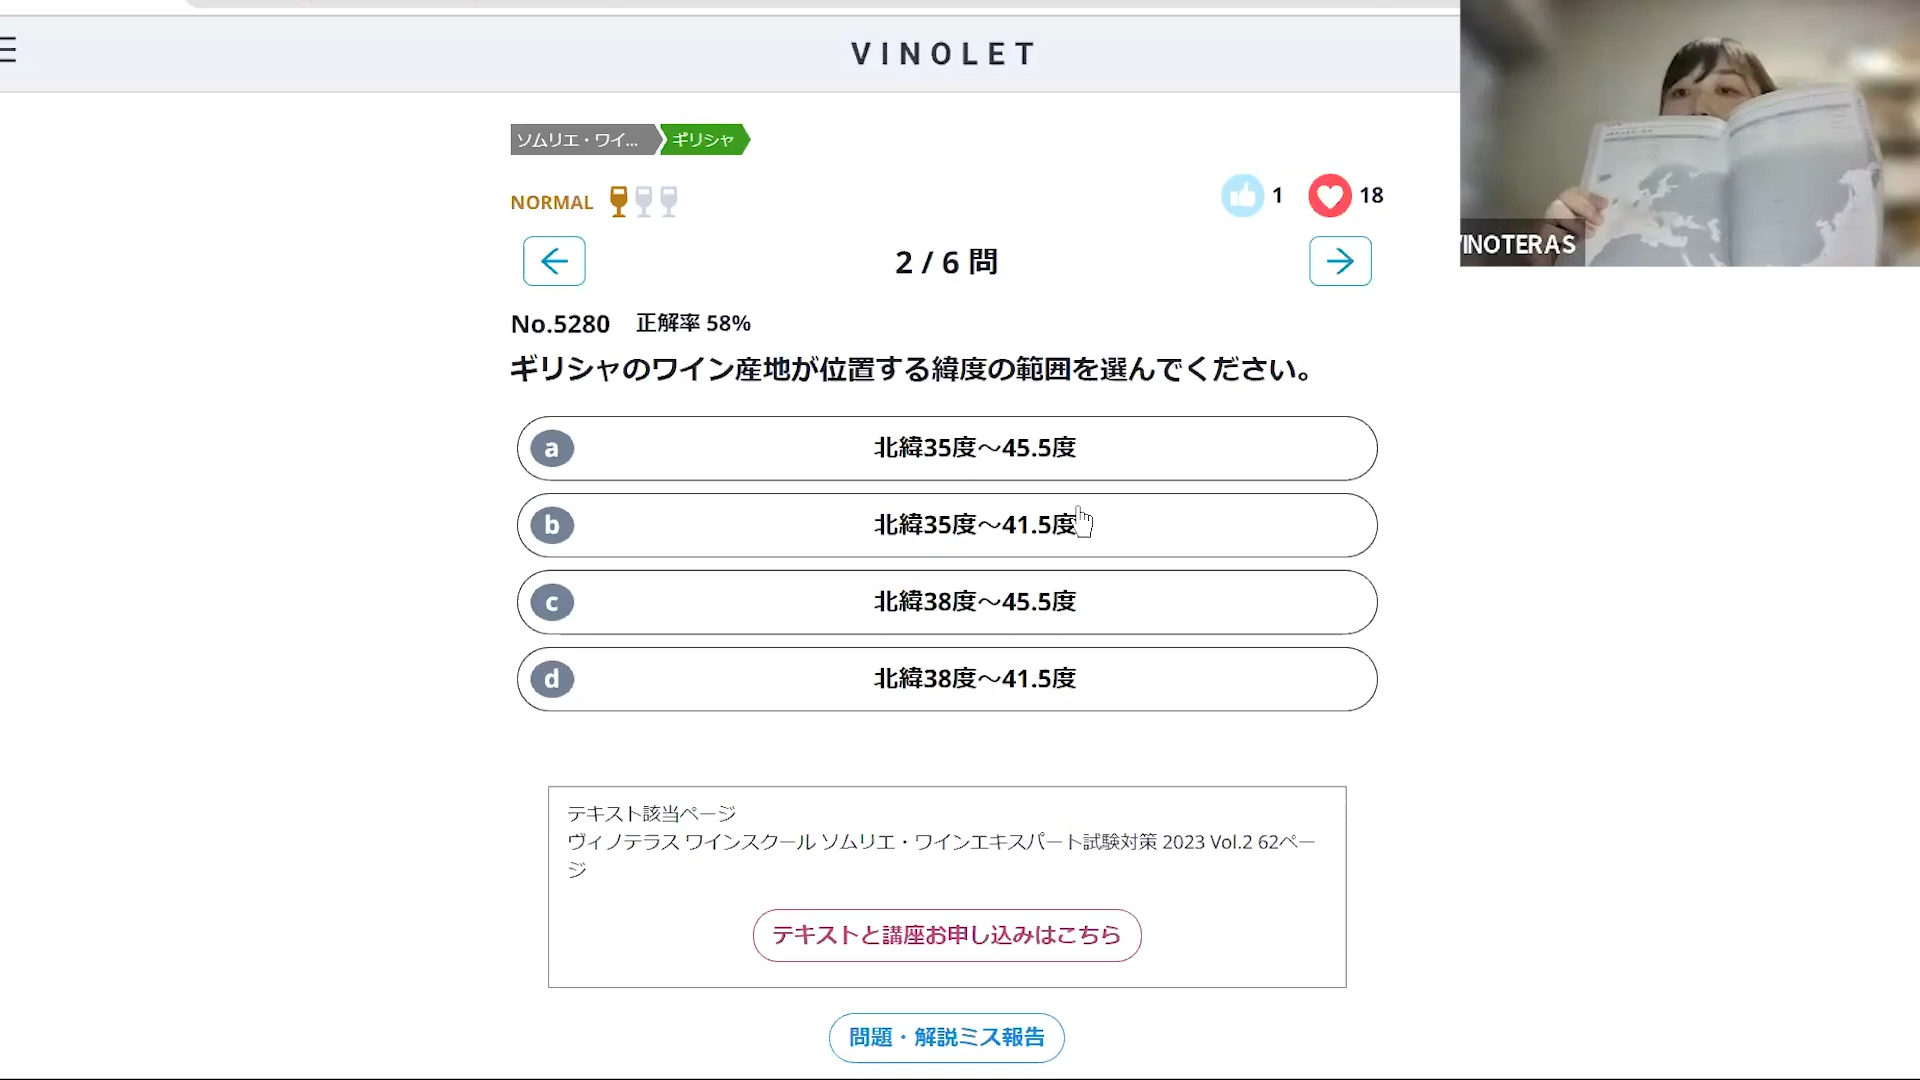 VINOLET
ソムリエ・ワイ...
ギリシャ
NORMAL
1
18
2 / 6 問
No.5280 正解率 58%
ギリシャのワイン産地が位置する緯度の範囲を選んでください。
a 北緯35度〜45.5度
b 北緯35度〜41.5度
c 北緯38度〜45.5度
d 北緯38度〜41.5度
テキスト該当ページ
ヴィノテラス ワインスクール ソムリエ・ワインエキスパート試験対策 2023 Vol.2 62ペー
ジ
テキストと講座お申し込みはこちら
問題・解説ミス報告
VINOTERAS